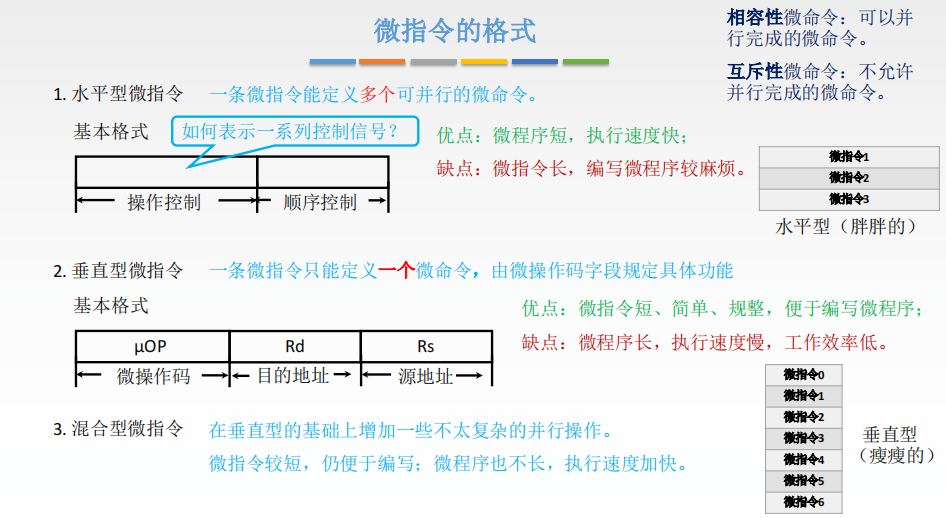 微指令的格式
相容性微命令：可以并
行完成的微命令。
互斥性微命令：不允许
并行完成的微命令。
1. 水平型微指令
一条微指令能定义多个可并行的微命令。
基本格式
如何表示一系列控制信号？
优点：微程序短，执行速度快；
缺点：微指令长，编写微程序较麻烦。
操作控制
顺序控制
微指令1
微指令2
微指令3
水平型（胖胖的）
2. 垂直型微指令
一条微指令只能定义一个微命令，由微操作码字段规定具体功能
基本格式
优点：微指令短、简单、规整，便于编写微程序；
缺点：微程序长，执行速度慢，工作效率低。
μOP
Rd
Rs
微操作码
目的地址
源地址
微指令0
微指令1
微指令2
微指令3
微指令4
微指令5
微指令6
垂直型
（瘦瘦的）
3. 混合型微指令
在垂直型的基础上增加一些不太复杂的并行操作。
微指令较短，仍便于编写；微程序也不长，执行速度加快。